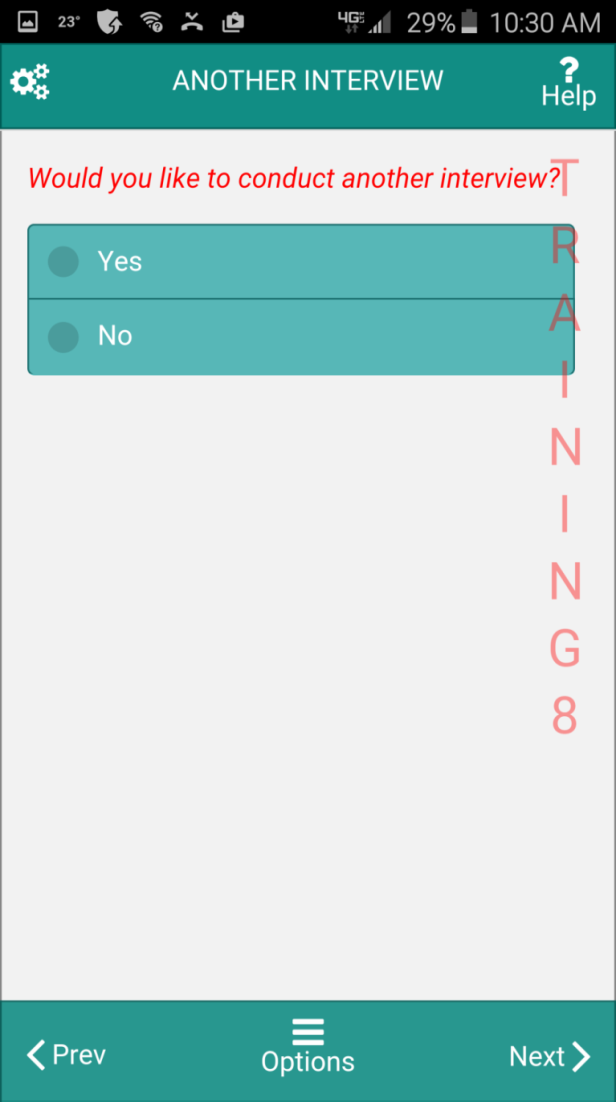 23° 4G 29% 10:30 AM
ANOTHER INTERVIEW
? Help
Would you like to conduct another interview?
Yes
No
TRAINING8
Prev
Options
Next